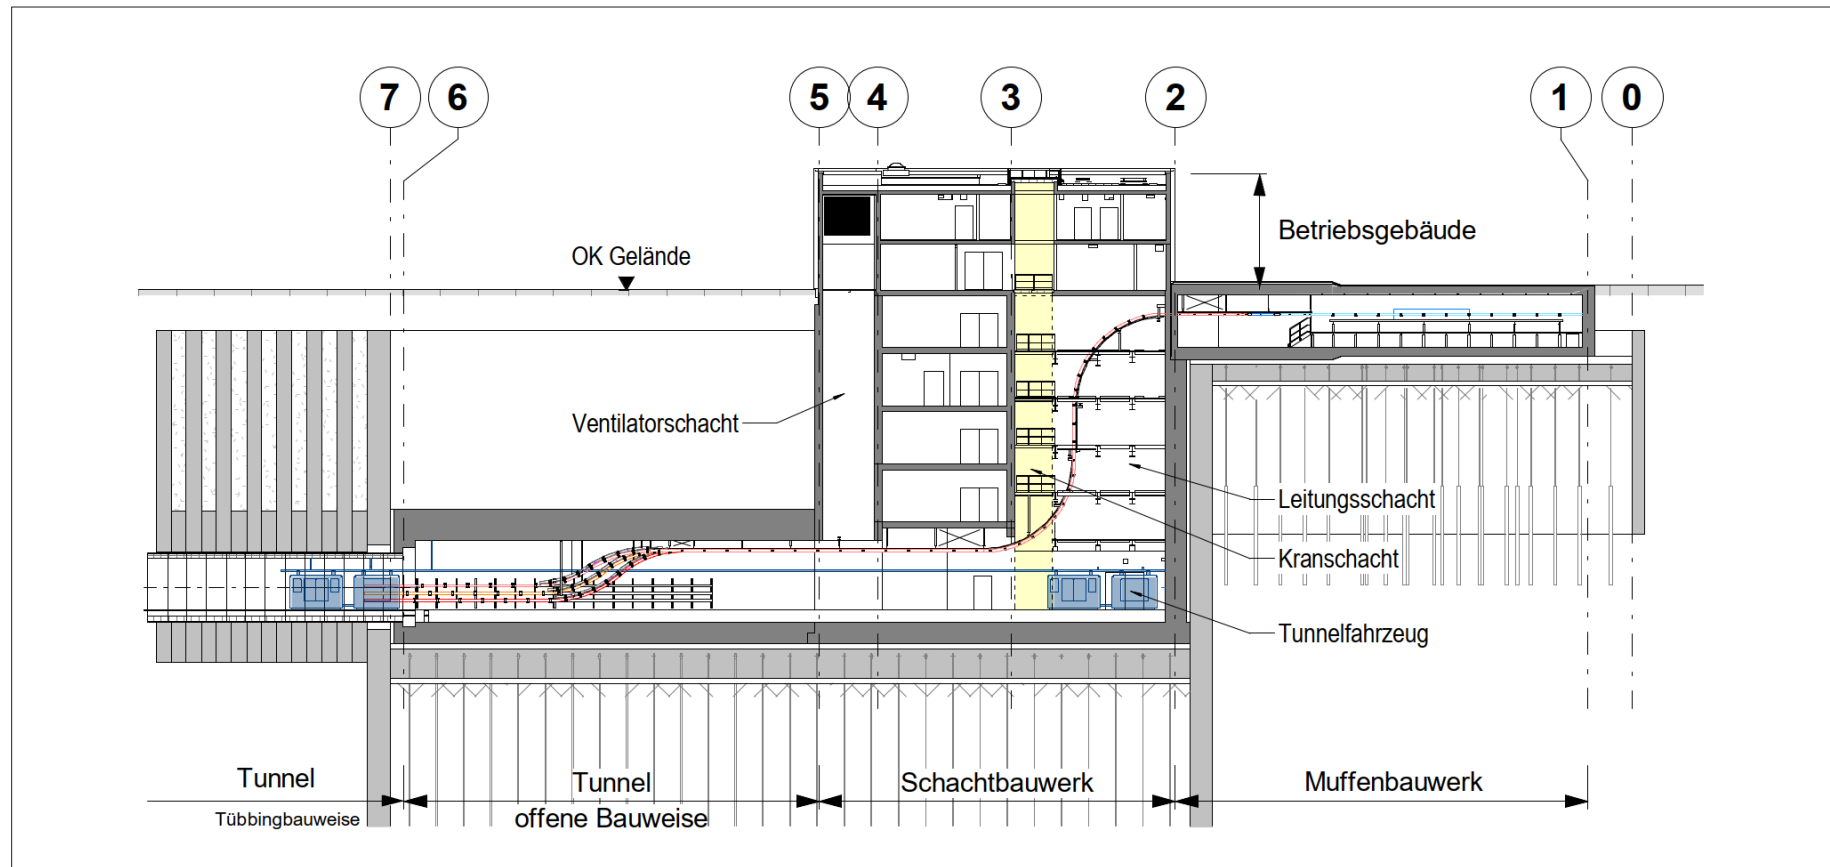 7 6 5 4 3 2 1 0
OK Gelände
Betriebsgebäude
Ventilatorschacht
Leitungsschacht
Kranschacht
Tunnelfahrzeug
Tunnel
Tübbingbauweise
Tunnel
offene Bauweise
Schachtbauwerk
Muffenbauwerk